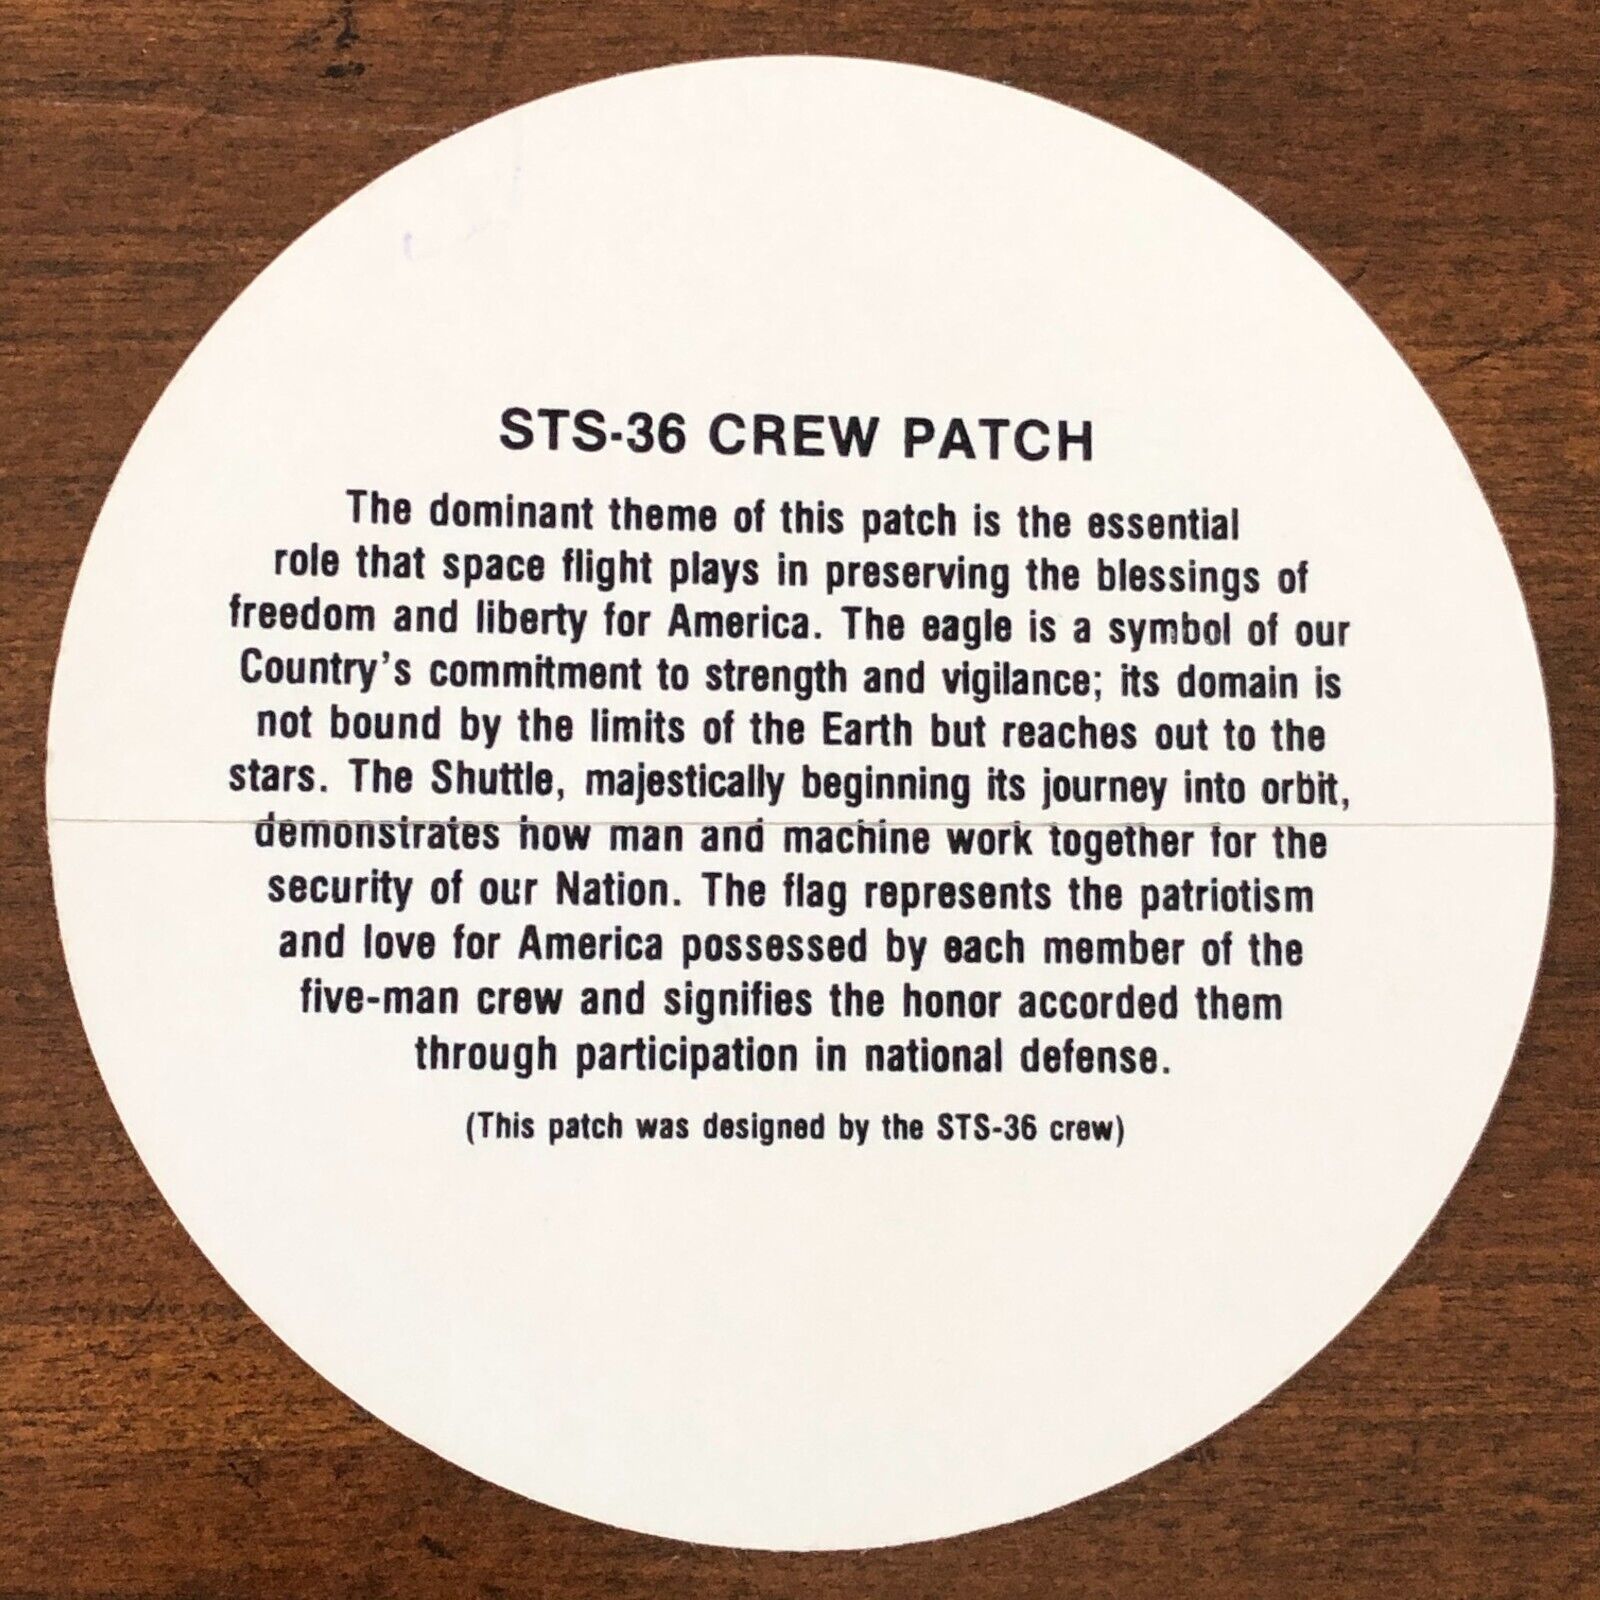 STS-36 CREW PATCH
The dominant theme of this patch is the essential
role that space flight plays in preserving the blessings of
freedom and liberty for America. The eagle is a symbol of our
Country's commitment to strength and vigilance; its domain is
not bound by the limits of the Earth but reaches out to the
stars. The Shuttle, majestically beginning its journey into orbit,
demonstrates how man and machine work together for the
security of our Nation. The flag represents the patriotism
and love for America possessed by each member of the
five-man crew and signifies the honor accorded them
through participation in national defense.
(This patch was designed by the STS-36 crew)